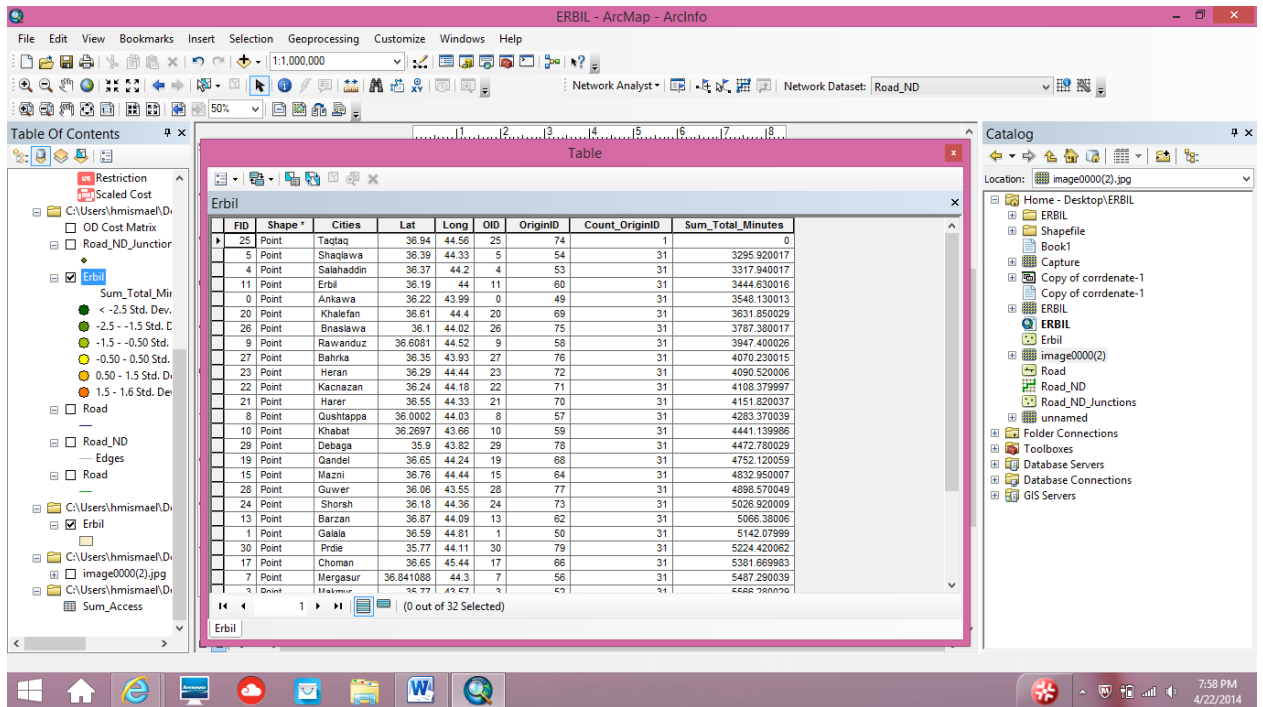 ERBIL - ArcMap - ArcInfo
File Edit View Bookmarks Insert Selection Geoprocessing Customize Windows Help
1:1,000,000
Network Analyst Network Dataset: Road_ND
50%
Table Of Contents
Restriction
Scaled Cost
C:\Users\hmismael\D
OD Cost Matrix
Road_ND_Junction
Erbil
Sum_Total_Mi
< -2.5 Std. Dev.
-2.5 - -1.5 Std. D
-1.5 - -0.50 Std.
-0.50 - 0.50 Std.
0.50 - 1.5 Std. D
1.5 - 1.6 Std. De
Road
Road_ND
Edges
Road
C:\Users\hmismael\D
Erbil
C:\Users\hmismael\D
image0000(2).jpg
C:\Users\hmismael\D
Sum_Access
1 2 3 4 5 6 7 8
Table
Erbil
FID Shape * Cities Lat Long OID OriginID Count_OriginID Sum_Total_Minutes
25 Point Taqtaq 36.94 44.56 25 74 1 0
5 Point Shaqlawa 36.39 44.33 5 54 31 3295.920017
4 Point Salahaddin 36.37 44.2 4 53 31 3317.940017
11 Point Erbil 36.19 44 11 60 31 3444.630016
0 Point Ankawa 36.22 43.99 0 49 31 3548.130013
20 Point Khalefan 36.61 44.4 20 69 31 3631.850029
26 Point Bnaslawa 36.1 44.02 26 75 31 3787.380017
9 Point Rawanduz 36.6081 44.52 9 58 31 3947.400026
27 Point Bahrka 36.35 43.93 27 76 31 4070.230015
23 Point Heran 36.29 44.44 23 72 31 4090.520006
22 Point Kacnazan 36.24 44.18 22 71 31 4108.379997
21 Point Harer 36.55 44.33 21 70 31 4151.820037
8 Point Qushtappa 36.0002 44.03 8 57 31 4283.370039
10 Point Khabat 36.2697 43.66 10 59 31 4441.139986
29 Point Debaga 35.9 43.82 29 78 31 4472.780029
19 Point Qandel 36.65 44.24 19 68 31 4752.120059
15 Point Mazni 36.76 44.44 15 64 31 4832.950007
28 Point Guwer 36.06 43.55 28 77 31 4898.570049
24 Point Shorsh 36.18 44.36 24 73 31 5026.920009
13 Point Barzan 36.87 44.09 13 62 31 5066.38006
1 Point Galala 36.59 44.81 1 50 31 5142.07999
30 Point Prdie 35.77 44.11 30 79 31 5224.420062
17 Point Choman 36.65 45.44 17 66 31 5381.669983
7 Point Mergasur 36.841088 44.3 7 56 31 5487.290039
3 Point Makmur 35.77 43.57 3 52 31 5566.280029
1 (0 out of 32 Selected)
Erbil
Catalog
Location: image0000(2).jpg
Home - Desktop\ERBIL
ERBIL
Shapefile
Book1
Capture
Copy of corrdenate-1
Copy of corrdenate-1
ERBIL
ERBIL
Erbil
image0000(2)
Road
Road_ND
Road_ND_Junctions
unnamed
Folder Connections
Toolboxes
Database Servers
Database Connections
GIS Servers
lenovo
7:58 PM
4/22/2014